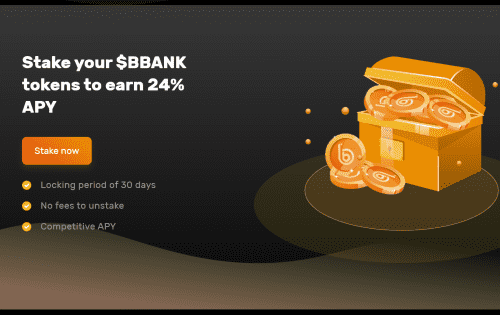 Stake your $BBANK
tokens to earn 24%
APY
Stake now
Locking period of 30 days
No fees to unstake
Competitive APY